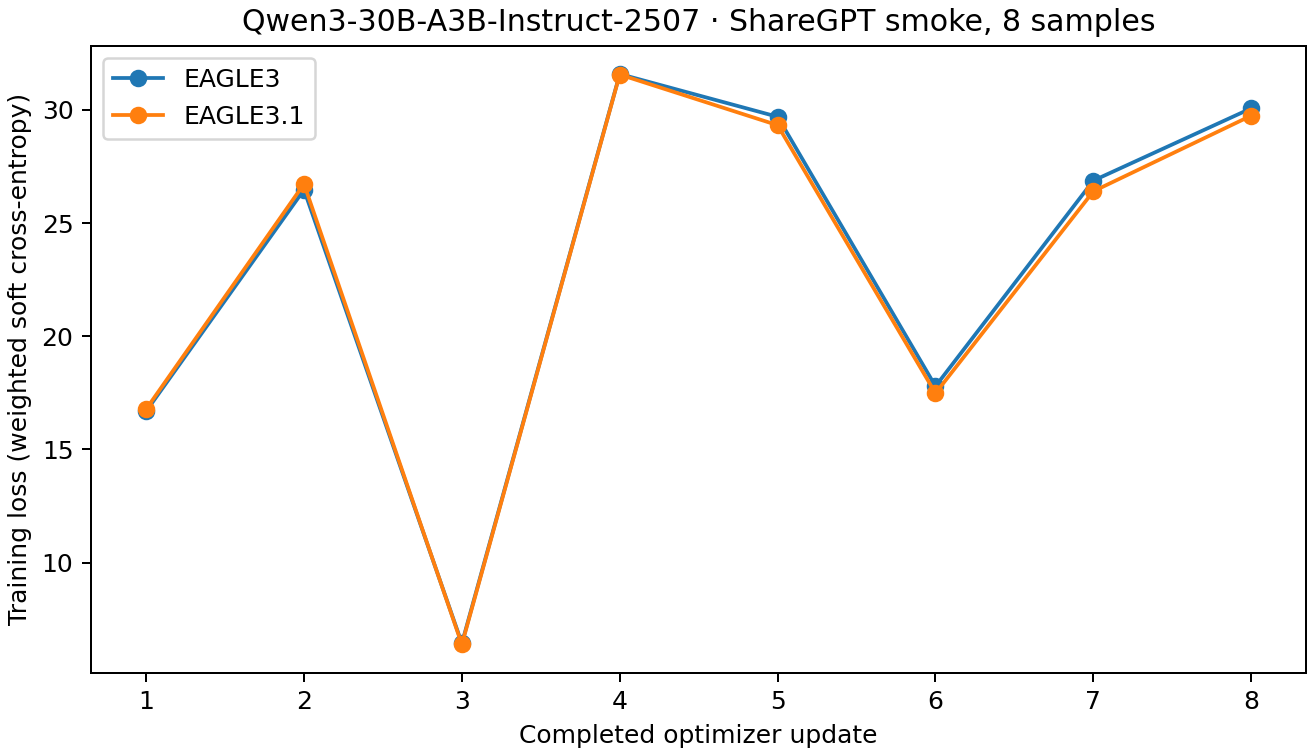 Qwen3-30B-A3B-Instruct-2507 · ShareGPT smoke, 8 samples
EAGLE3
EAGLE3.1
Training loss (weighted soft cross-entropy)
30
25
20
15
10
1 2 3 4 5 6 7 8
Completed optimizer update